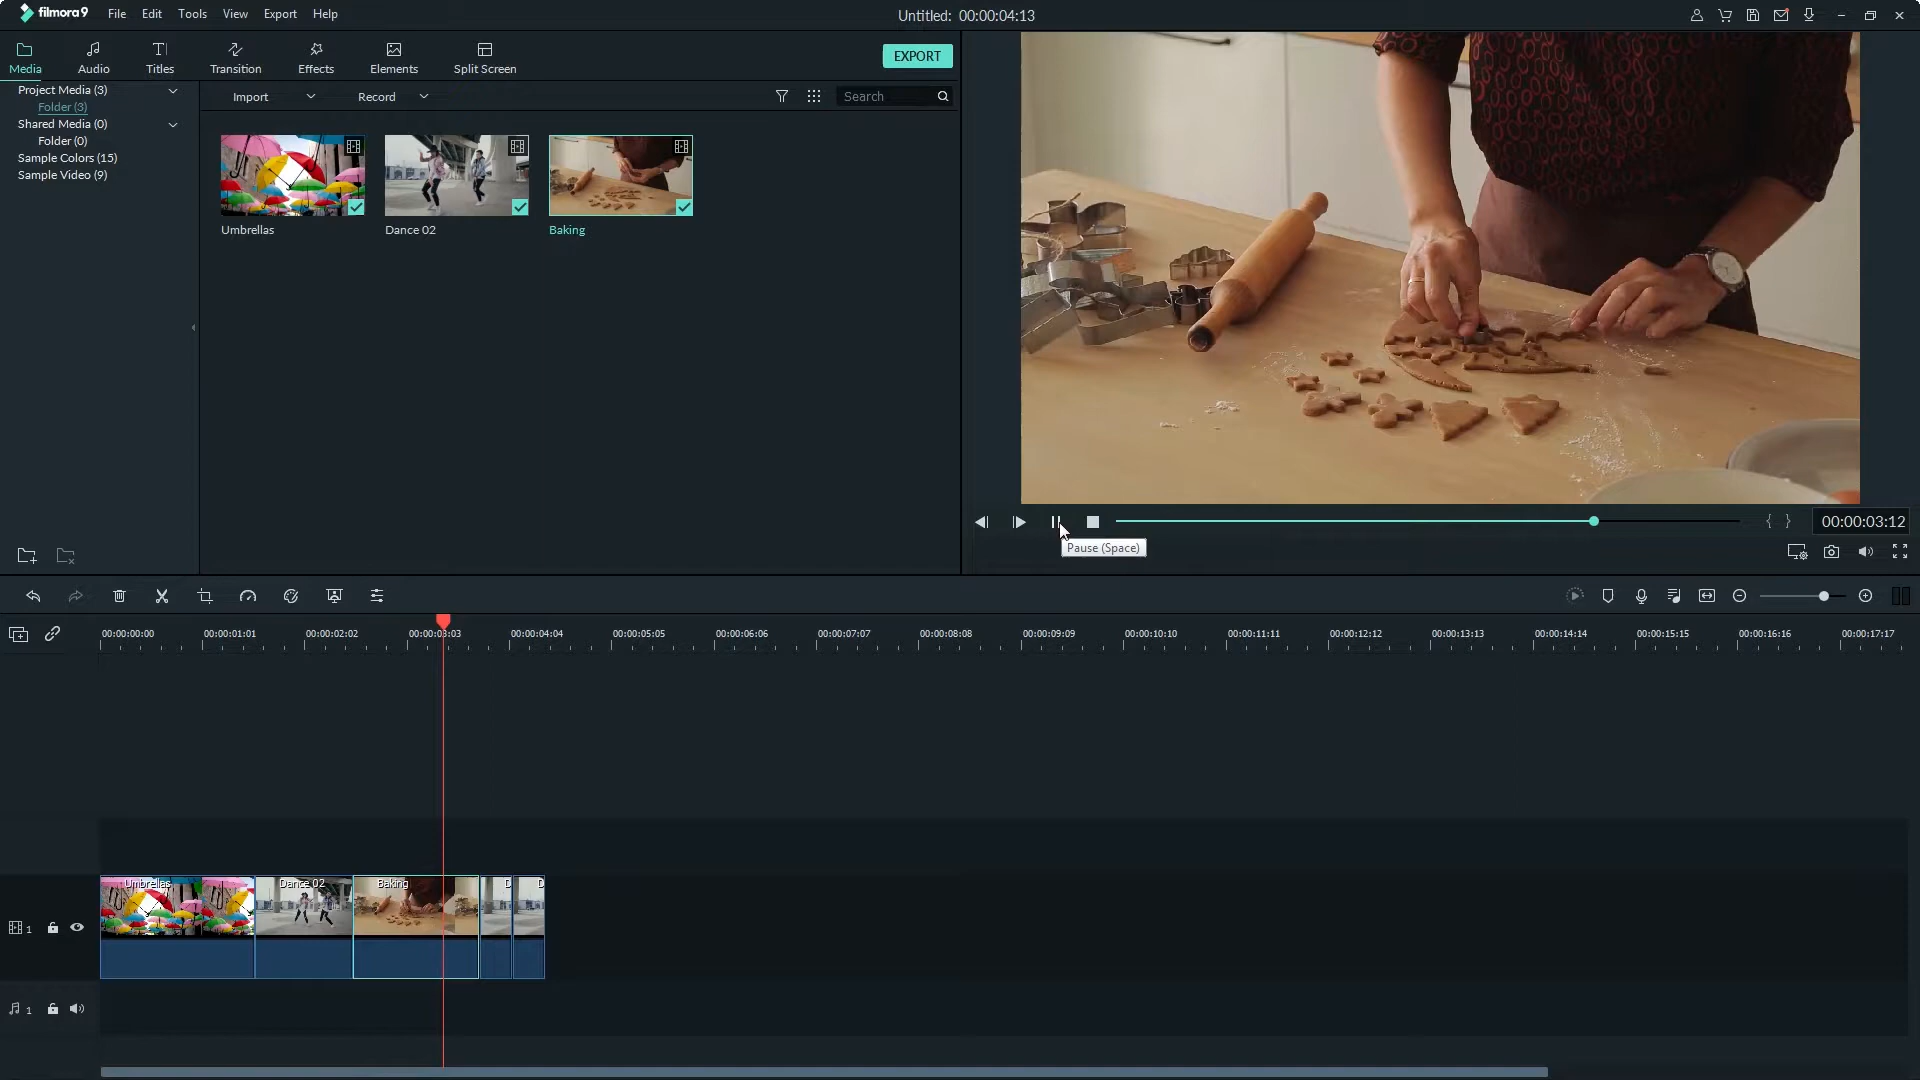 filmora9 File Edit Tools View Export Help Untitled: 00:00:04:13
Media Audio Titles Transition Effects Elements Split Screen EXPORT
Project Media (3)
Folder (3)
Shared Media (0)
Folder (0)
Sample Colors (15)
Sample Video (9)
Import Record Search
Umbrellas Dance 02 Baking
00:00:03:12
Pause (Space)
00:00:00:00 00:00:01:01 00:00:02:02 00:00:03:03 00:00:04:04 00:00:05:05 00:00:06:06 00:00:07:07 00:00:08:08 00:00:09:09 00:00:10:10 00:00:11:11 00:00:12:12 00:00:13:13 00:00:14:14 00:00:15:15 00:00:16:16 00:00:17:17
Umbrellas Dance 02 Baking D D
1
1